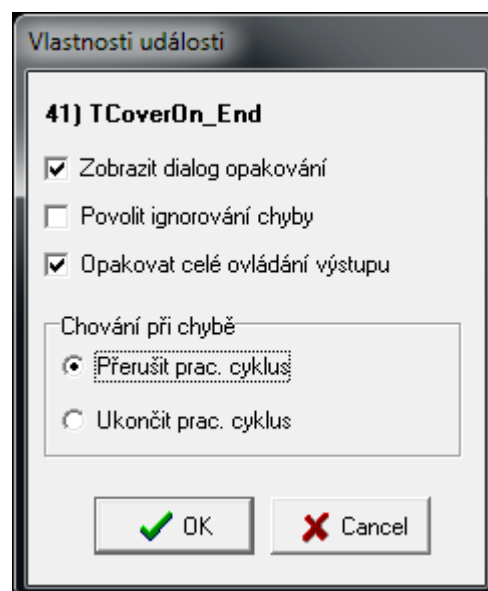 Vlastnosti události
41) TCoverOn_End
Zobrazit dialog opakování
Povolit ignorování chyby
Opakovat celé ovládání výstupu
Chování při chybě
Přerušit prac. cyklus
Ukončit prac. cyklus
OK
Cancel